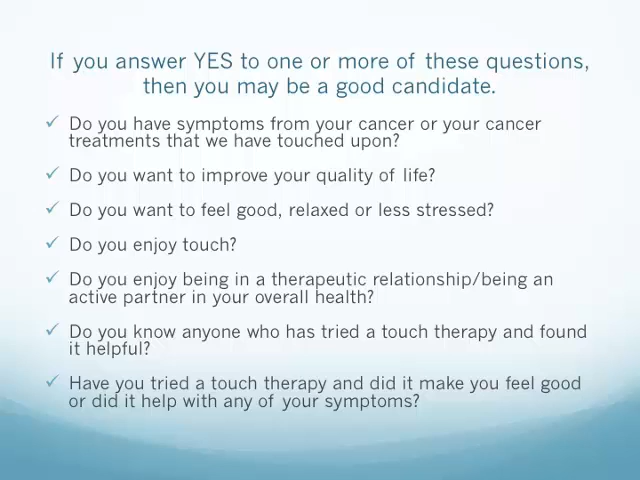 If you answer YES to one or more of these questions,
then you may be a good candidate.
Do you have symptoms from your cancer or your cancer
treatments that we have touched upon?
Do you want to improve your quality of life?
Do you want to feel good, relaxed or less stressed?
Do you enjoy touch?
Do you enjoy being in a therapeutic relationship/being an
active partner in your overall health?
Do you know anyone who has tried a touch therapy and found
it helpful?
Have you tried a touch therapy and did it make you feel good
or did it help with any of your symptoms?